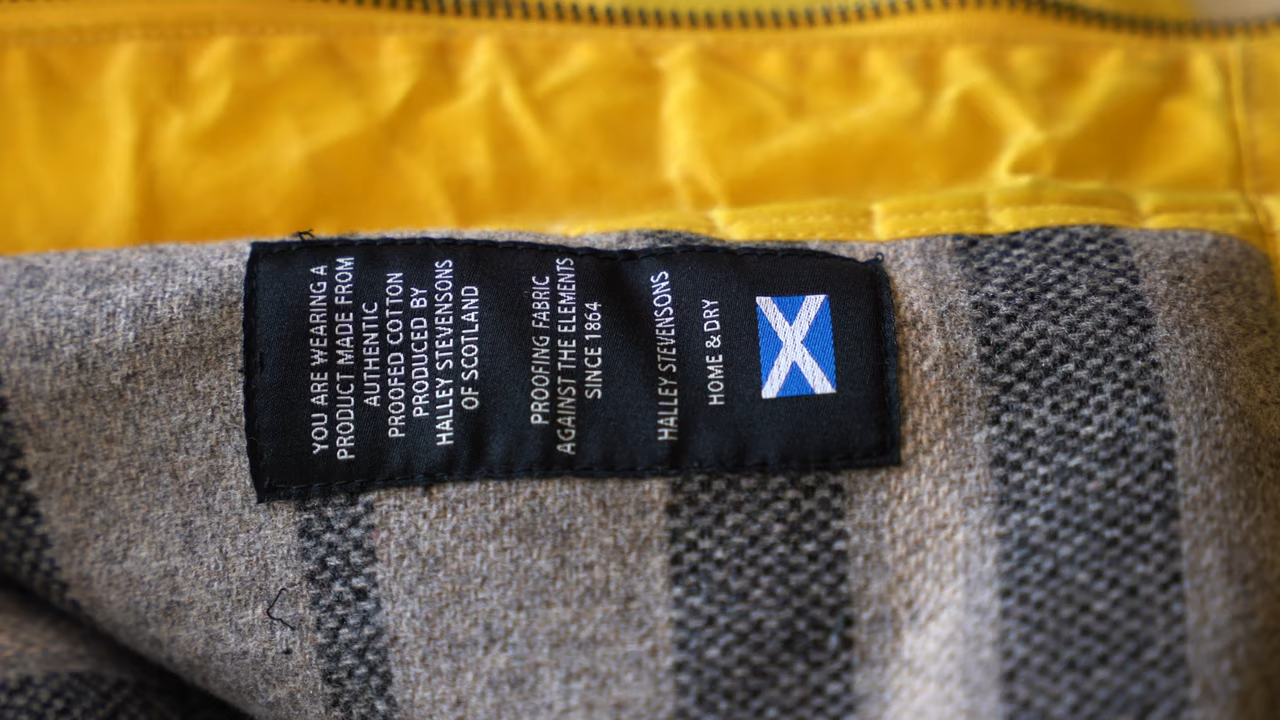 YOU ARE WEARING A
PRODUCT MADE FROM
AUTHENTIC
PROOFED COTTON
PRODUCED BY
HALLEY STEVENSONS
OF SCOTLAND
PROOFING FABRIC
AGAINST THE ELEMENTS
SINCE 1864
HALLEY STEVENSONS
HOME & DRY